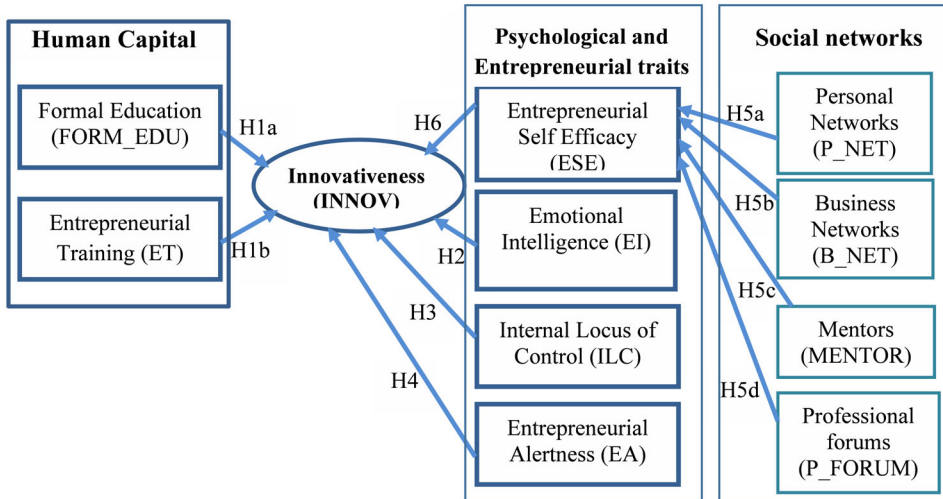 Human Capital
Formal Education
(FORM_EDU)
Entrepreneurial
Training (ET)
H1a
H1b
Innovativeness
(INNOV)
H6
H2
H3
H4
Psychological and
Entrepreneurial traits
Entrepreneurial
Self Efficacy
(ESE)
Emotional
Intelligence (EI)
Internal Locus of
Control (ILC)
Entrepreneurial
Alertness (EA)
H5a
H5b
H5c
H5d
Social networks
Personal
Networks
(P_NET)
Business
Networks
(B_NET)
Mentors
(MENTOR)
Professional
forums
(P_FORUM)